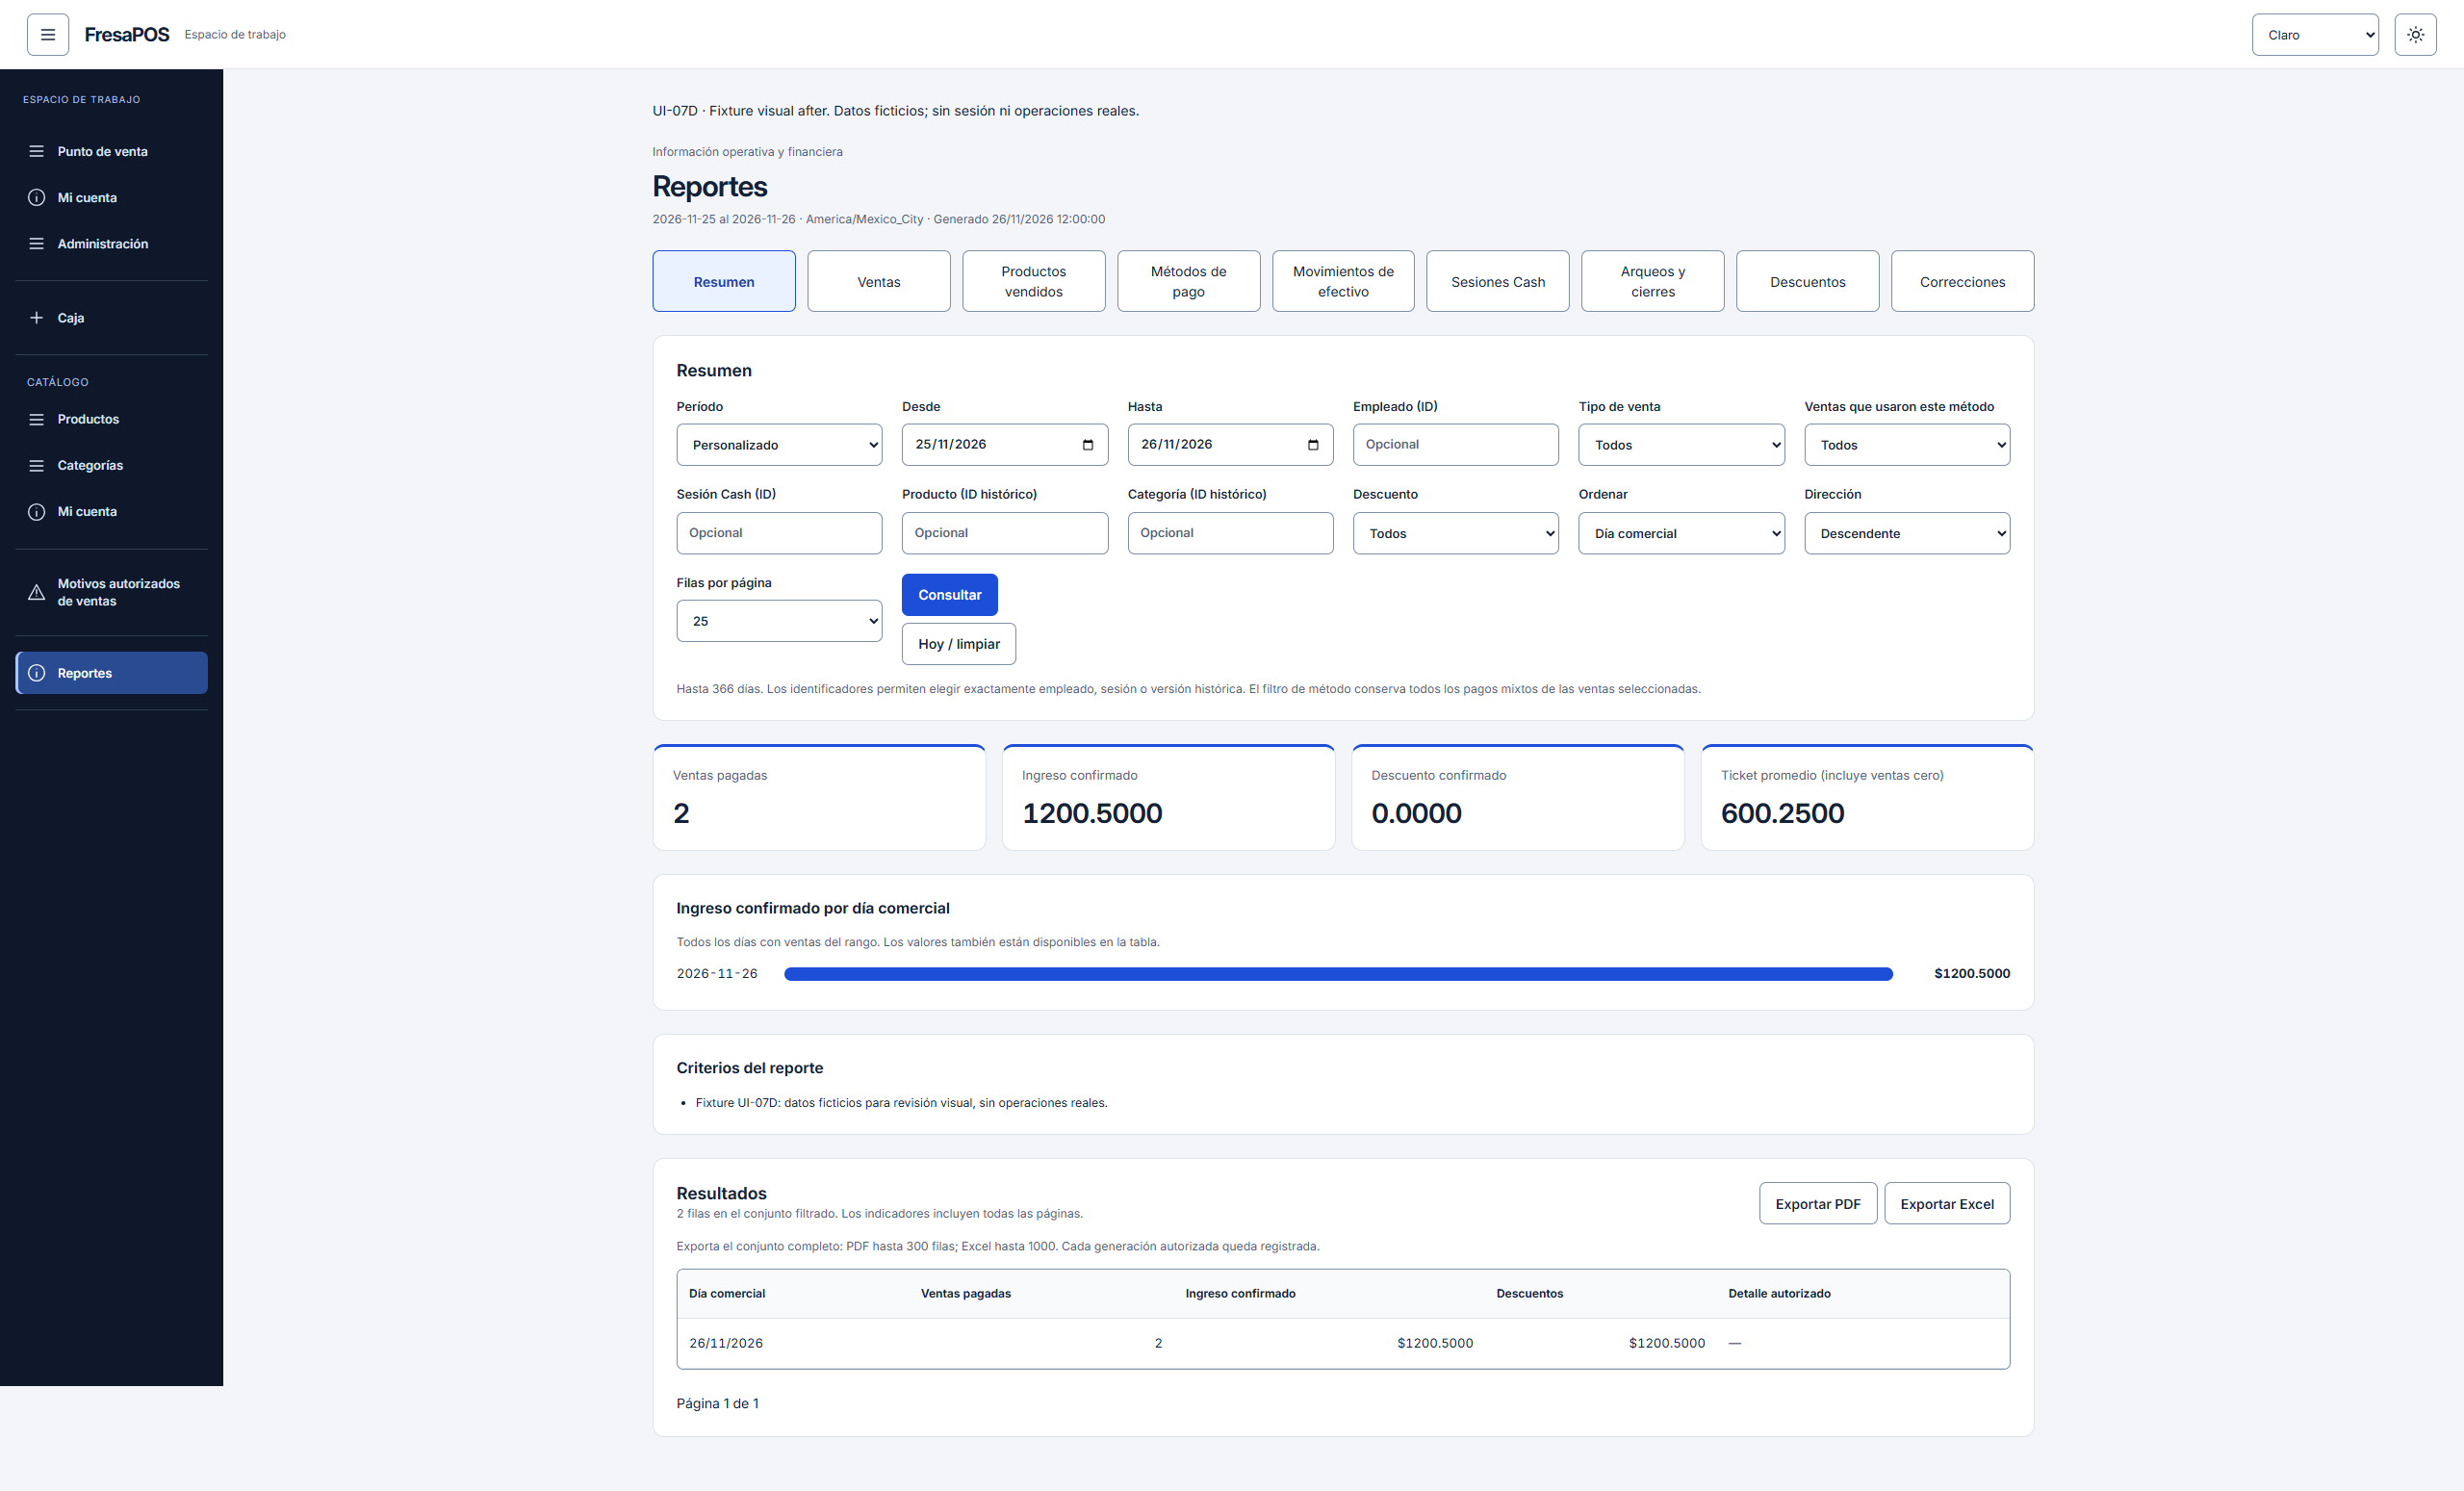 FresaPOS
Espacio de trabajo
Claro
ESPACIO DE TRABAJO
Punto de venta
Mi cuenta
Administración
Caja
CATÁLOGO
Productos
Categorías
Mi cuenta
Motivos autorizados
de ventas
Reportes
UI-07D · Fixture visual after. Datos ficticios; sin sesión ni operaciones reales.
Información operativa y financiera
Reportes
2026-11-25 al 2026-11-26 · America/Mexico_City · Generado 26/11/2026 12:00:00
Resumen
Ventas
Productos
vendidos
Métodos de
pago
Movimientos de
efectivo
Sesiones Cash
Arqueos y
cierres
Descuentos
Correcciones
Resumen
Período
Desde
Hasta
Empleado (ID)
Tipo de venta
Ventas que usaron este método
Personalizado
25/11/2026
26/11/2026
Opcional
Todos
Todos
Sesión Cash (ID)
Producto (ID histórico)
Categoría (ID histórico)
Descuento
Ordenar
Dirección
Opcional
Opcional
Opcional
Todos
Día comercial
Descendente
Filas por página
25
Consultar
Hoy / limpiar
Hasta 366 días. Los identificadores permiten elegir exactamente empleado, sesión o versión histórica. El filtro de método conserva todos los pagos mixtos de las ventas seleccionadas.
Ventas pagadas
2
Ingreso confirmado
1200.5000
Descuento confirmado
0.0000
Ticket promedio (incluye ventas cero)
600.2500
Ingreso confirmado por día comercial
Todos los días con ventas del rango. Los valores también están disponibles en la tabla.
2026-11-26
$1200.5000
Criterios del reporte
• Fixture UI-07D: datos ficticios para revisión visual, sin operaciones reales.
Resultados
2 filas en el conjunto filtrado. Los indicadores incluyen todas las páginas.
Exportar PDF
Exportar Excel
Exporta el conjunto completo: PDF hasta 300 filas; Excel hasta 1000. Cada generación autorizada queda registrada.
Día comercial
Ventas pagadas
Ingreso confirmado
Descuentos
Detalle autorizado
26/11/2026
2
$1200.5000
$1200.5000
—
Página 1 de 1